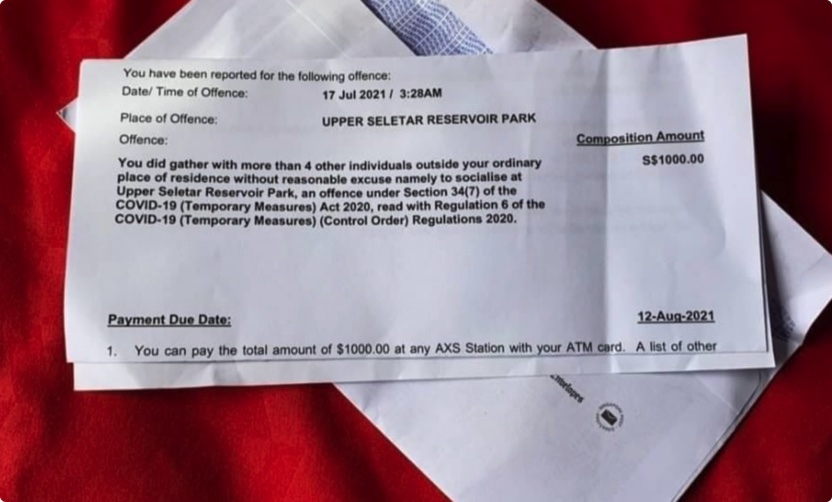 You have been reported for the following offence:
Date/ Time of Offence: 17 Jul 2021 / 3:28AM
Place of Offence: UPPER SELETAR RESERVOIR PARK
Offence: Composition Amount
You did gather with more than 4 other individuals outside your ordinary S$1000.00
place of residence without reasonable excuse namely to socialise at
Upper Seletar Reservoir Park, an offence under Section 34(7) of the
COVID-19 (Temporary Measures) Act 2020, read with Regulation 6 of the
COVID-19 (Temporary Measures) (Control Order) Regulations 2020.
Payment Due Date: 12-Aug-2021
1. You can pay the total amount of $1000.00 at any AXS Station with your ATM card. A list of other